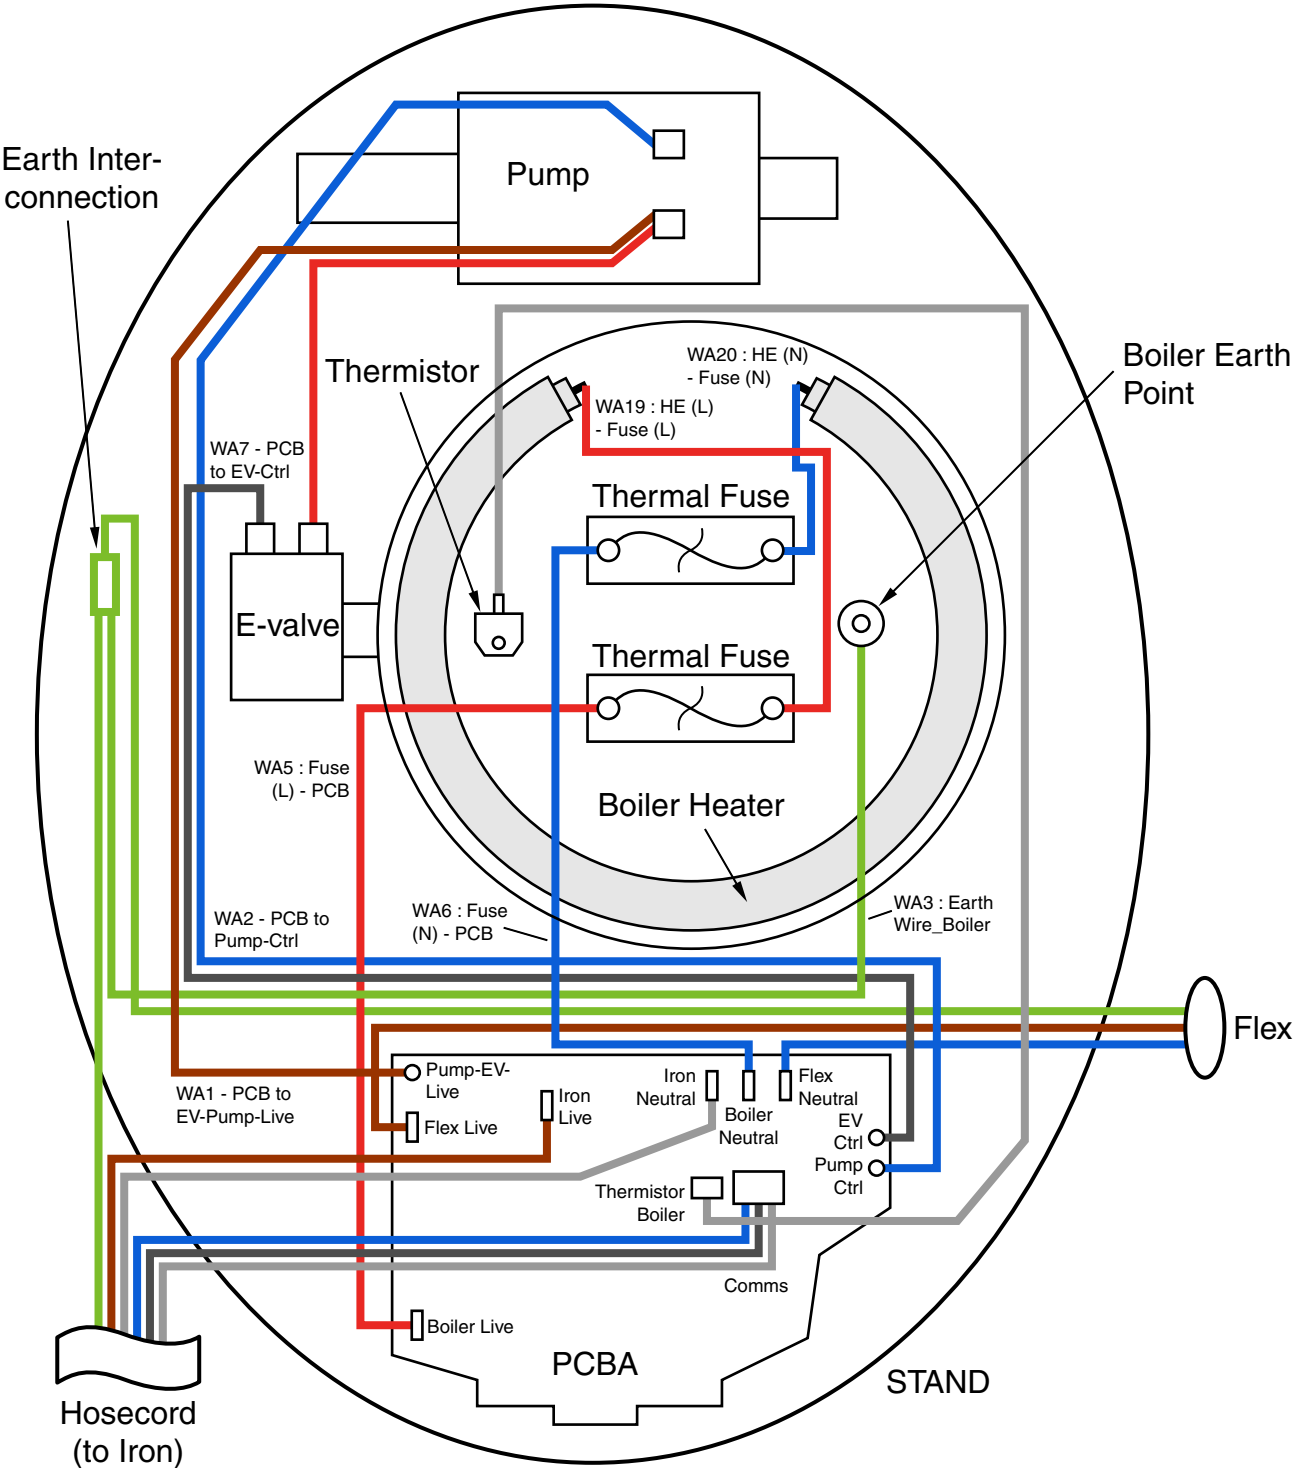 Earth Inter-
connection
Pump
Thermistor
WA20 : HE (N)
- Fuse (N)
WA19 : HE (L)
- Fuse (L)
Boiler Earth
Point
WA7 - PCB
to EV-Ctrl
Thermal Fuse
E-valve
Thermal Fuse
WA5 : Fuse
(L) - PCB
Boiler Heater
WA2 - PCB to
Pump-Ctrl
WA6 : Fuse
(N) - PCB
WA3 : Earth
Wire_Boiler
Flex
WA1 - PCB to
EV-Pump-Live
Pump-EV-
Live
Flex Live
Iron
Live
Iron
Neutral
Boiler
Neutral
Flex
Neutral
EV
Ctrl
Pump
Ctrl
Thermistor
Boiler
Comms
Boiler Live
PCBA
STAND
Hosecord
(to Iron)